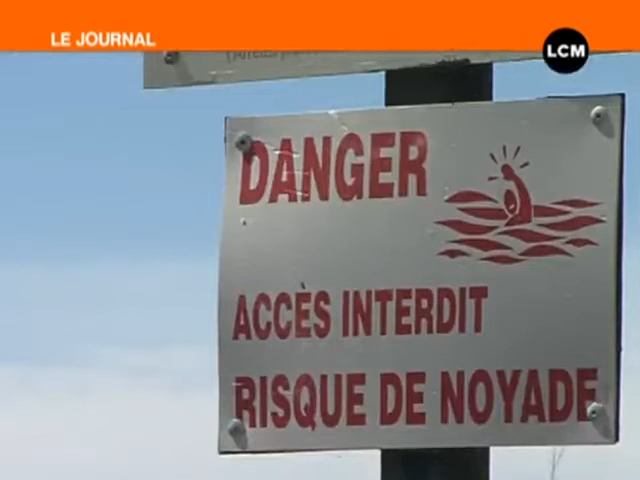 LE JOURNAL
LCM
DANGER
ACCÈS INTERDIT
RISQUE DE NOYADE